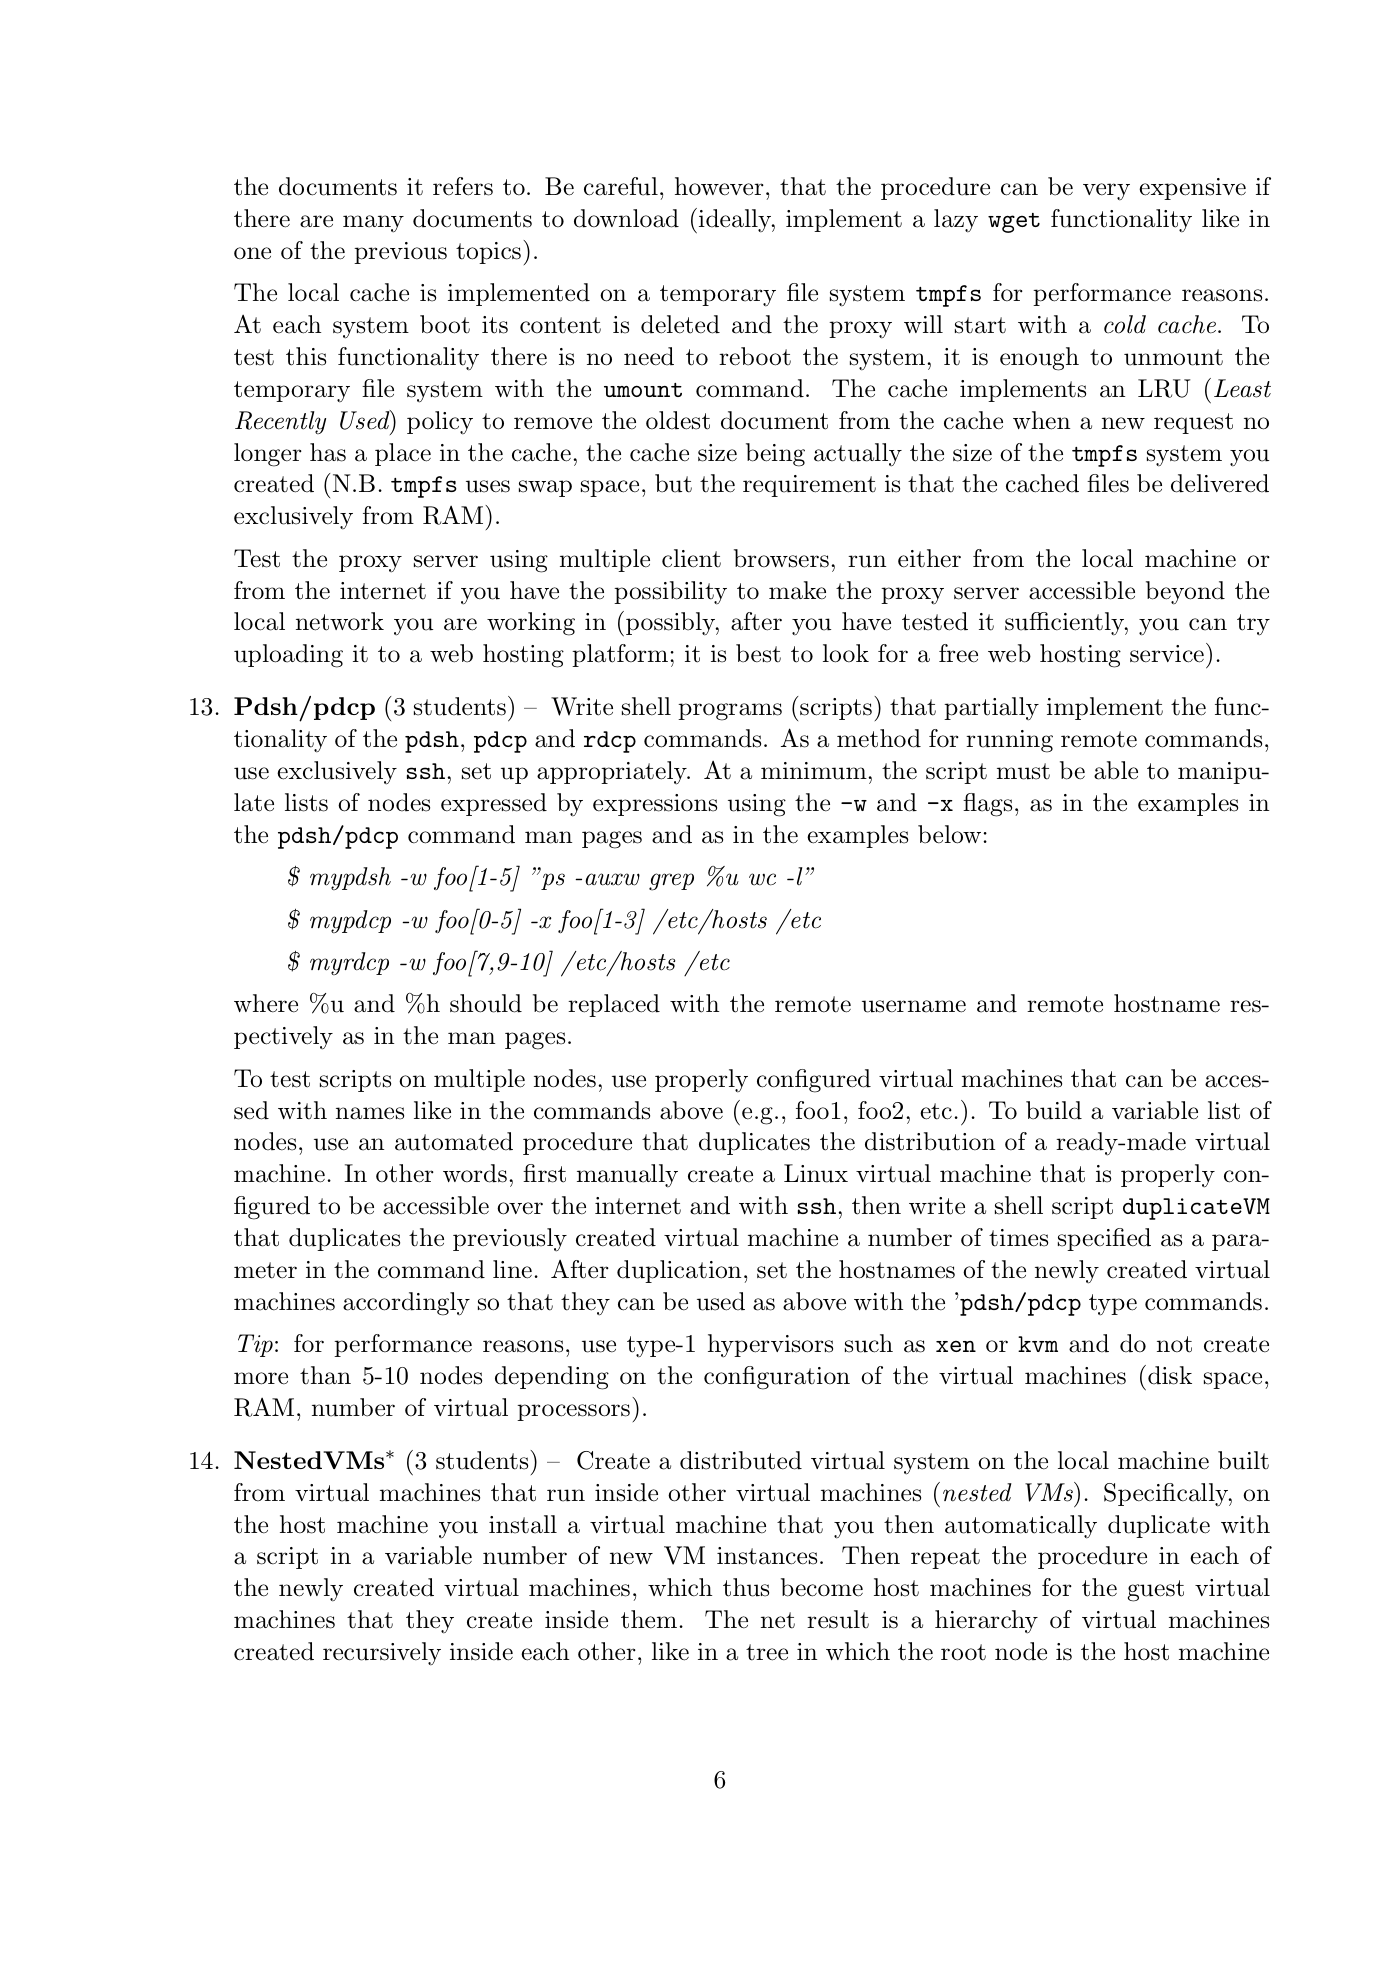 the documents it refers to. Be careful, however, that the procedure can be very expensive if
there are many documents to download (ideally, implement a lazy wget functionality like in
one of the previous topics).
The local cache is implemented on a temporary file system tmpfs for performance reasons.
At each system boot its content is deleted and the proxy will start with a cold cache. To
test this functionality there is no need to reboot the system, it is enough to unmount the
temporary file system with the umount command. The cache implements an LRU (Least
Recently Used) policy to remove the oldest document from the cache when a new request no
longer has a place in the cache, the cache size being actually the size of the tmpfs system you
created (N.B. tmpfs uses swap space, but the requirement is that the cached files be delivered
exclusively from RAM).
Test the proxy server using multiple client browsers, run either from the local machine or
from the internet if you have the possibility to make the proxy server accessible beyond the
local network you are working in (possibly, after you have tested it sufficiently, you can try
uploading it to a web hosting platform; it is best to look for a free web hosting service).
13. Pdsh/pdcp (3 students) – Write shell programs (scripts) that partially implement the func-
tionality of the pdsh, pdcp and rdcp commands. As a method for running remote commands,
use exclusively ssh, set up appropriately. At a minimum, the script must be able to manipu-
late lists of nodes expressed by expressions using the -w and -x flags, as in the examples in
the pdsh/pdcp command man pages and as in the examples below:
$ mypdsh -w foo[1-5] ”ps -auxw grep %u wc -l”
$ mypdcp -w foo[0-5] -x foo[1-3] /etc/hosts /etc
$ myrdcp -w foo[7,9-10] /etc/hosts /etc
where %u and %h should be replaced with the remote username and remote hostname res-
pectively as in the man pages.
To test scripts on multiple nodes, use properly configured virtual machines that can be acces-
sed with names like in the commands above (e.g., foo1, foo2, etc.). To build a variable list of
nodes, use an automated procedure that duplicates the distribution of a ready-made virtual
machine. In other words, first manually create a Linux virtual machine that is properly con-
figured to be accessible over the internet and with ssh, then write a shell script duplicateVM
that duplicates the previously created virtual machine a number of times specified as a para-
meter in the command line. After duplication, set the hostnames of the newly created virtual
machines accordingly so that they can be used as above with the ’pdsh/pdcp type commands.
Tip: for performance reasons, use type-1 hypervisors such as xen or kvm and do not create
more than 5-10 nodes depending on the configuration of the virtual machines (disk space,
RAM, number of virtual processors).
14. NestedVMs* (3 students) – Create a distributed virtual system on the local machine built
from virtual machines that run inside other virtual machines (nested VMs). Specifically, on
the host machine you install a virtual machine that you then automatically duplicate with
a script in a variable number of new VM instances. Then repeat the procedure in each of
the newly created virtual machines, which thus become host machines for the guest virtual
machines that they create inside them. The net result is a hierarchy of virtual machines
created recursively inside each other, like in a tree in which the root node is the host machine
6